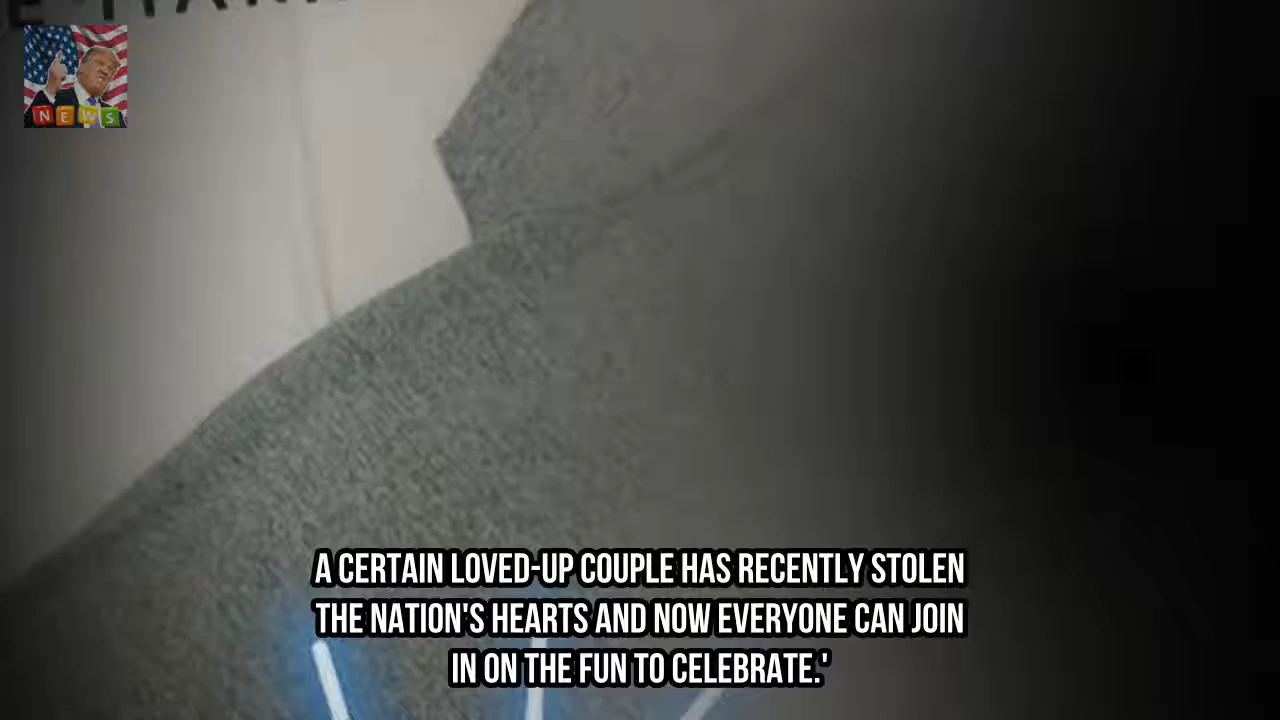 NEWS
A CERTAIN LOVED-UP COUPLE HAS RECENTLY STOLEN
THE NATION'S HEARTS AND NOW EVERYONE CAN JOIN
IN ON THE FUN TO CELEBRATE.'